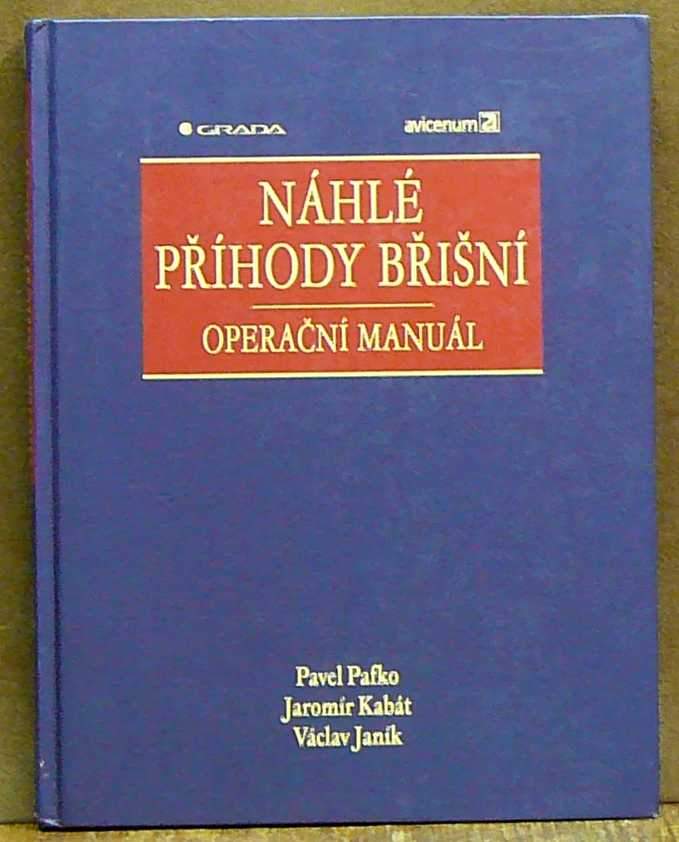 GRADA avicenum
NÁHLÉ
PŘÍHODY BŘIŠNÍ
OPERAČNÍ MANUÁL
Pavel Pafko
Jaromír Kabát
Václav Janík